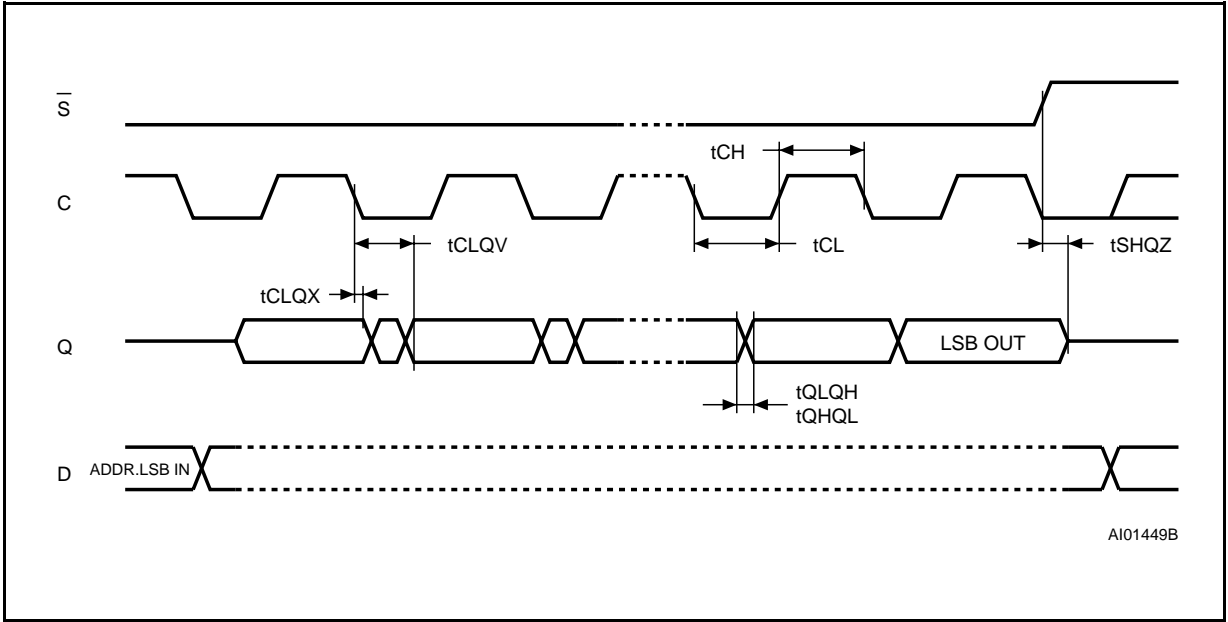 S̅
tCH
C
tCLQV
tCL
tSHQZ
tCLQX
Q
LSB OUT
tQLQH
tQHQL
D
ADDR.LSB IN
AI01449B